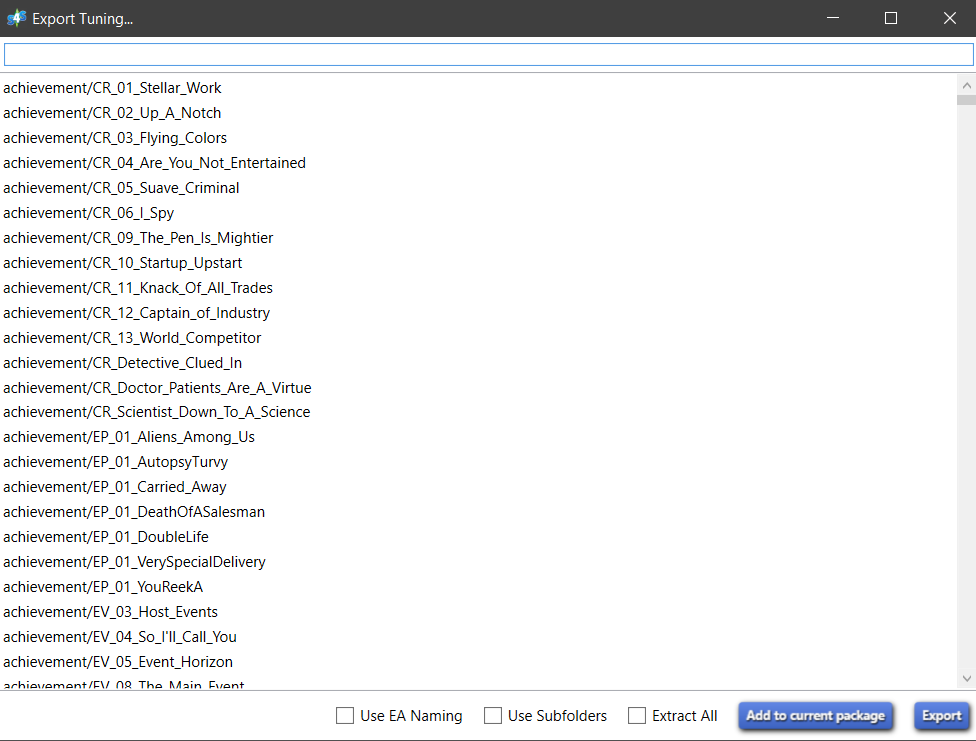 Export Tuning...
achievement/CR_01_Stellar_Work
achievement/CR_02_Up_A_Notch
achievement/CR_03_Flying_Colors
achievement/CR_04_Are_You_Not_Entertained
achievement/CR_05_Suave_Criminal
achievement/CR_06_I_Spy
achievement/CR_09_The_Pen_Is_Mightier
achievement/CR_10_Startup_Upstart
achievement/CR_11_Knack_Of_All_Trades
achievement/CR_12_Captain_of_Industry
achievement/CR_13_World_Competitor
achievement/CR_Detective_Clued_In
achievement/CR_Doctor_Patients_Are_A_Virtue
achievement/CR_Scientist_Down_To_A_Science
achievement/EP_01_Aliens_Among_Us
achievement/EP_01_AutopsyTurvy
achievement/EP_01_Carried_Away
achievement/EP_01_DeathOfASalesman
achievement/EP_01_DoubleLife
achievement/EP_01_VerySpecialDelivery
achievement/EP_01_YouReekA
achievement/EV_03_Host_Events
achievement/EV_04_So_I'll_Call_You
achievement/EV_05_Event_Horizon
achievement/EV_08_The_Main_Event
Use EA Naming Use Subfolders Extract All Add to current package Export